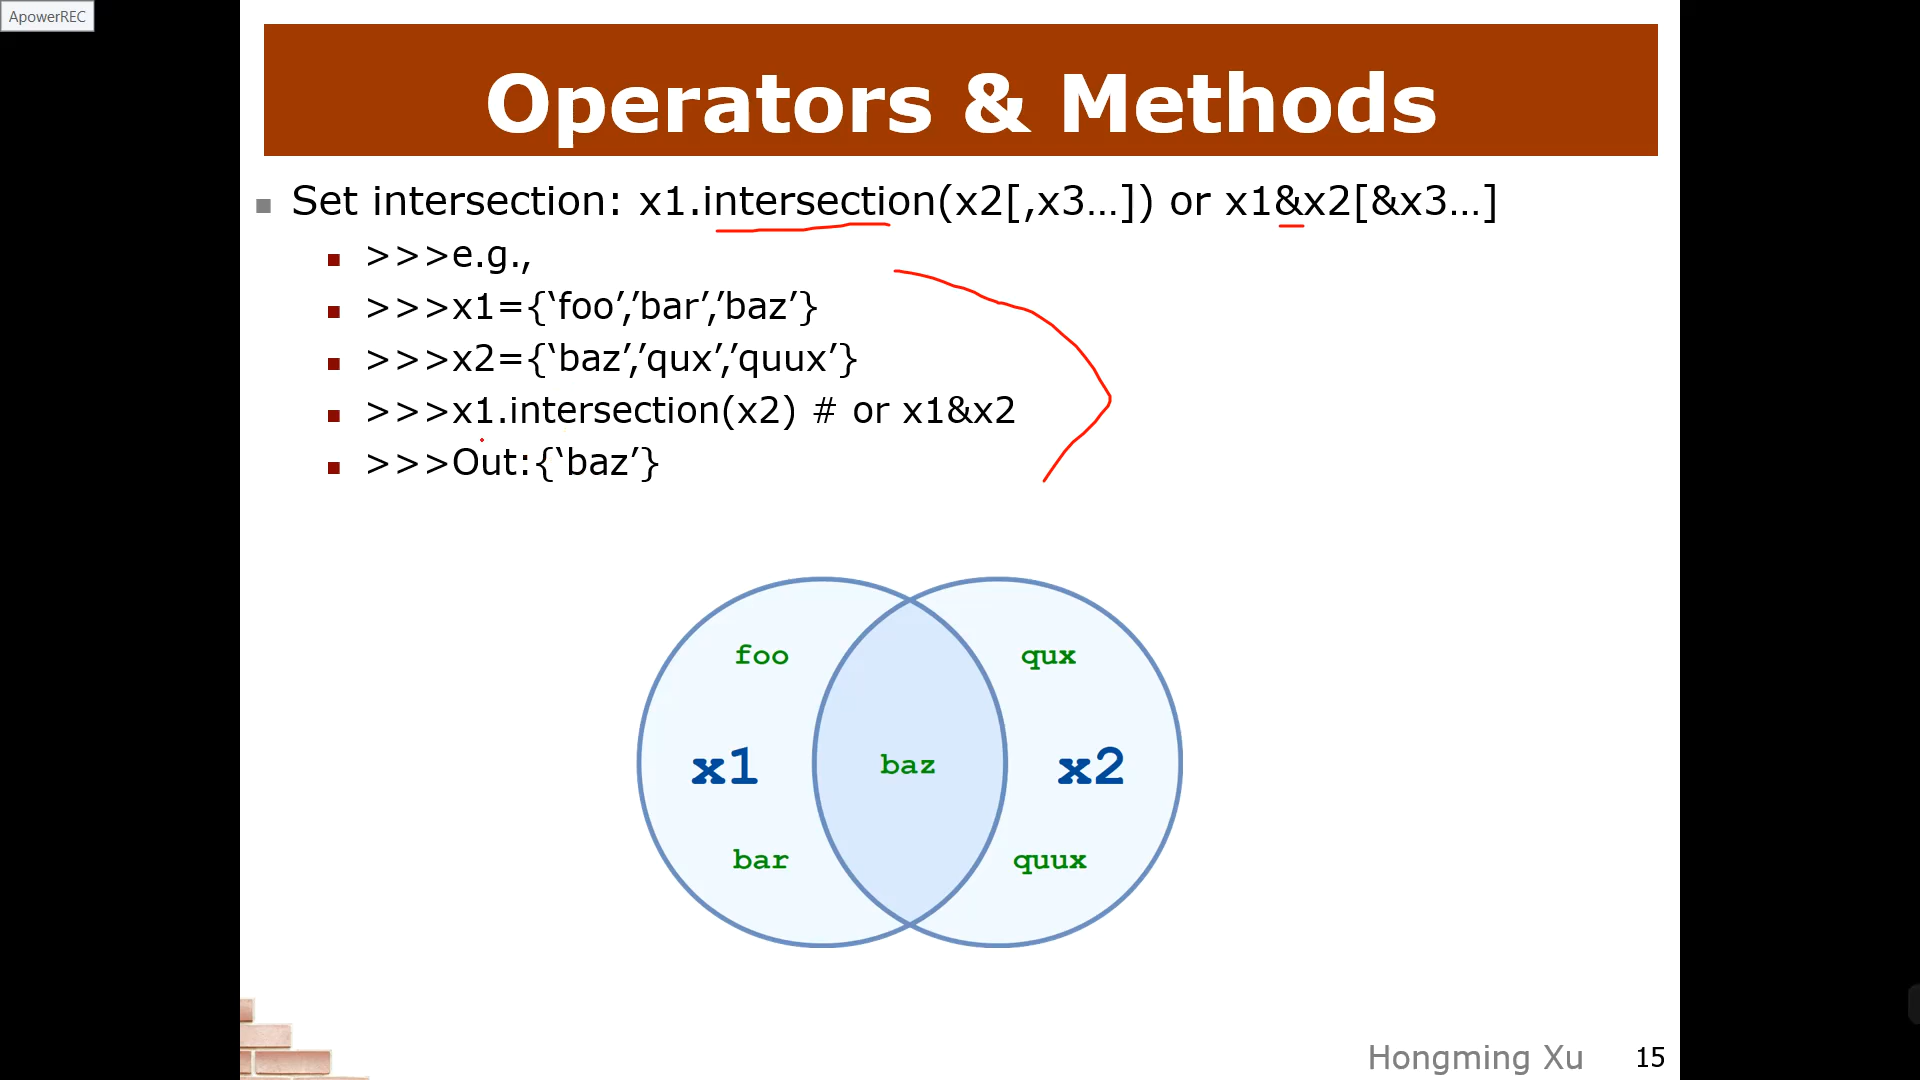 ApowerREC
Operators & Methods
Set intersection: x1.intersection(x2[,x3…]) or x1&x2[&x3…]
>>>e.g.,
>>>x1={‘foo’,’bar’,’baz’}
>>>x2={‘baz’,’qux’,’quux’}
>>>x1.intersection(x2) # or x1&x2
>>>Out:{‘baz’}
foo
qux
x1
baz
x2
bar
quux
Hongming Xu 15